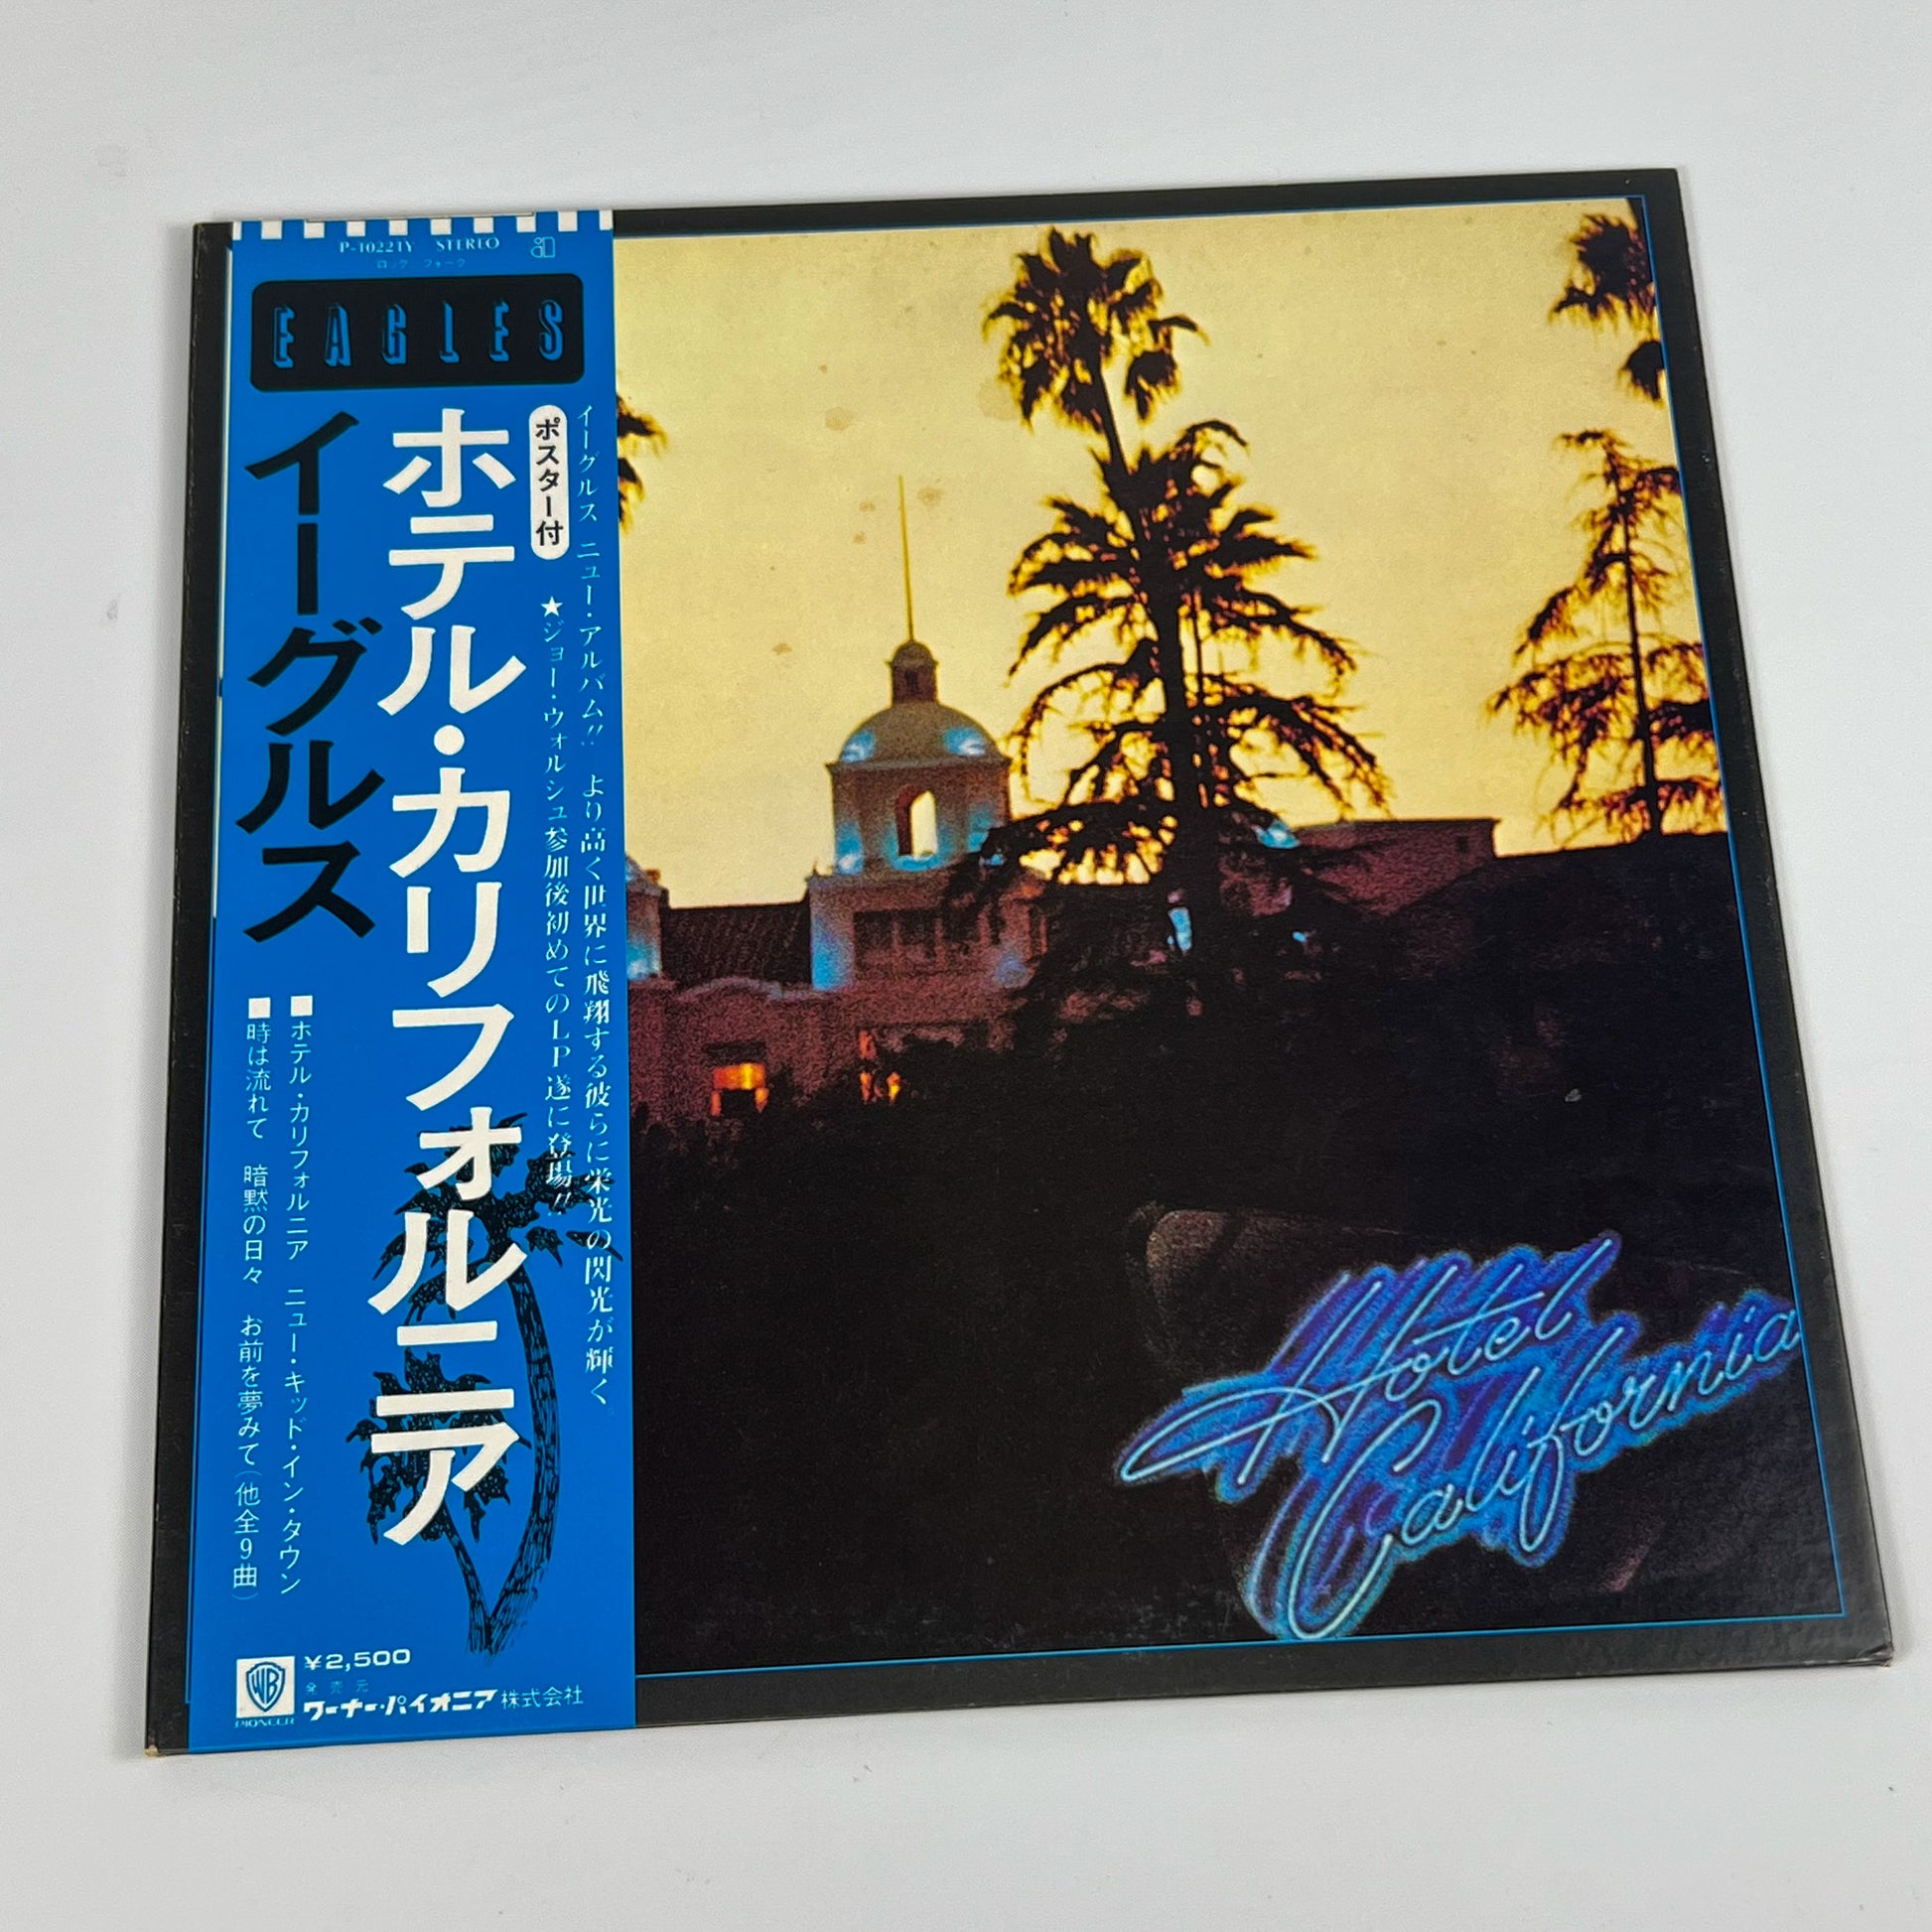 P-10221Y STEREO
ロック フォーク
EAGLES
イーグルス ニュー・アルバム!! より高く世界に飛翔する彼らに栄光の閃光が輝く
ポスター付
★ジョー・ウォルシュ参加後初めてのLP遂に登場!!
ホテル・カリフォルニア
イーグルス
■ホテル・カリフォルニア ニュー・キッド・イン・タウン
■時は流れて 暗黙の日々 お前を夢みて(他全9曲)
WB
PIONEER
¥2,500
発売元
ワーナー・パイオニア株式会社
Hotel
California